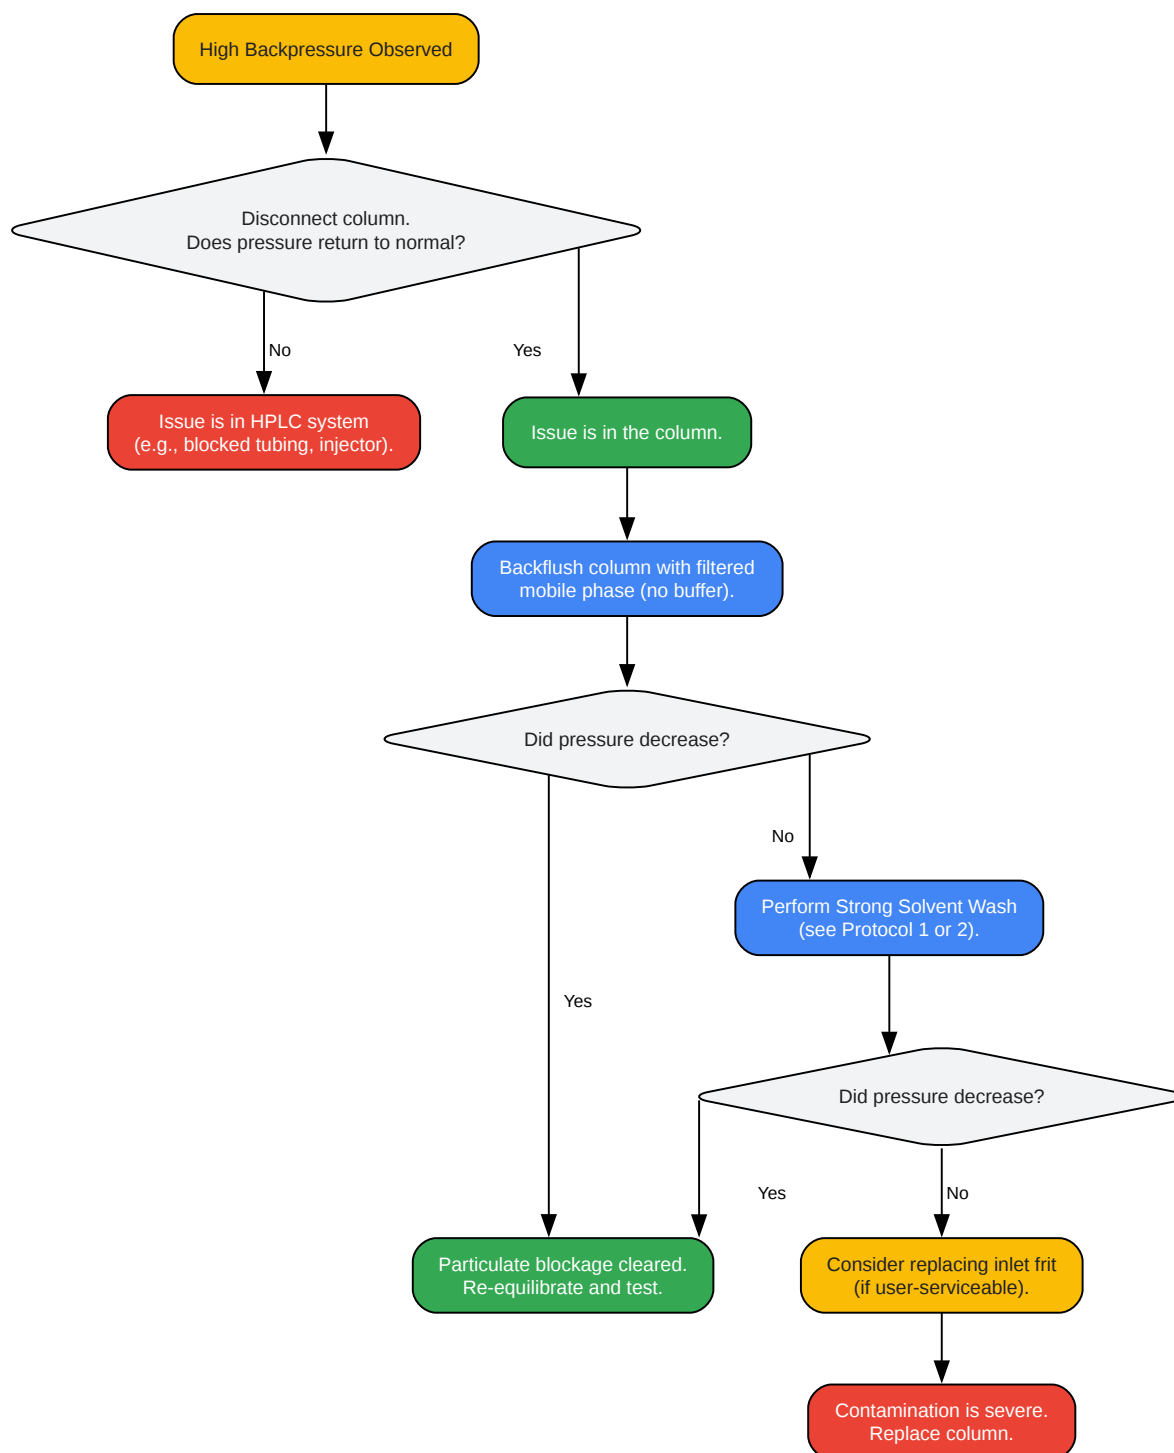 High Backpressure Observed
Disconnect column.
Does pressure return to normal?
No
Yes
Issue is in HPLC system
(e.g., blocked tubing, injector).
Issue is in the column.
Backflush column with filtered
mobile phase (no buffer).
Did pressure decrease?
No
Perform Strong Solvent Wash
(see Protocol 1 or 2).
Yes
Did pressure decrease?
Yes
No
Particulate blockage cleared.
Re-equilibrate and test.
Consider replacing inlet frit
(if user-serviceable).
Contamination is severe.
Replace column.